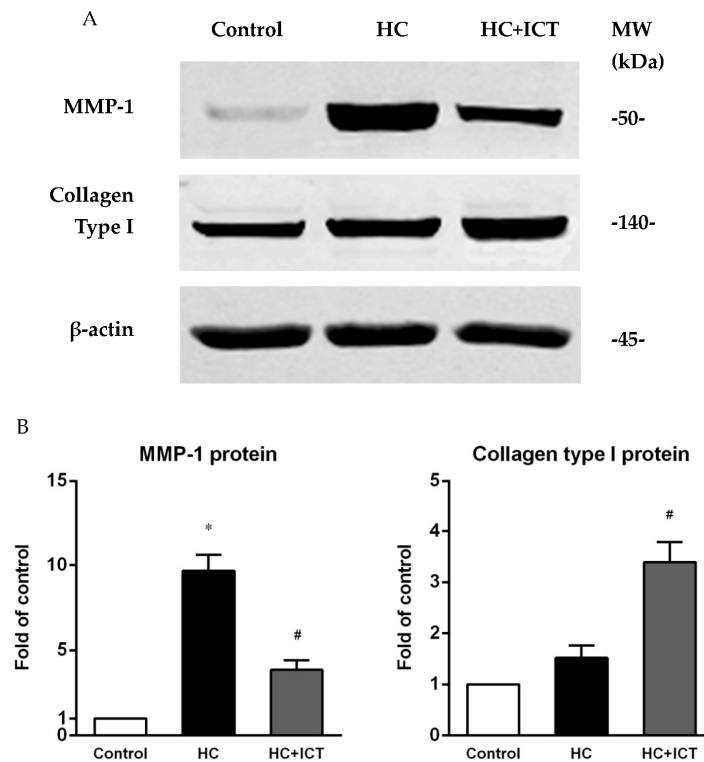 A
Control HC HC+ICT MW
(kDa)
MMP-1 -50-
Collagen
Type I -140-
β-actin -45-
B
MMP-1 protein
Fold of control
15
10
5
1
0
*
#
Control HC HC+ICT
Collagen type I protein
Fold of control
5
4
3
2
1
0
#
Control HC HC+ICT